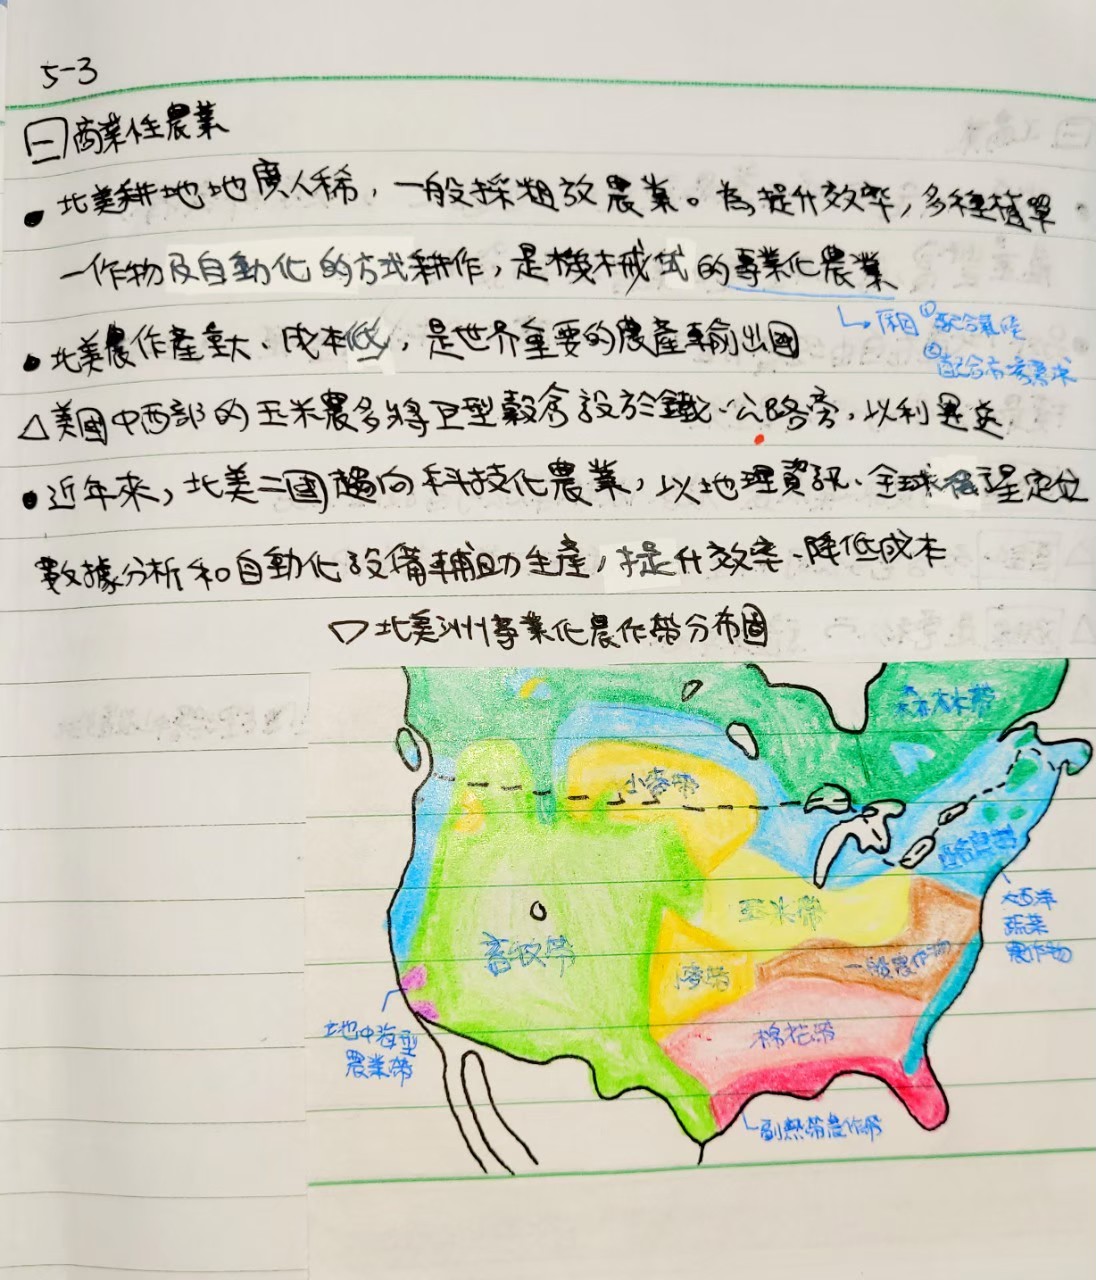 5-3
㊀商業性農業
• 北美耕地地廣人稀，一般採粗放農業。為提升效率，多種植單
一作物及自動化的方式耕作，是機械式的專業化農業
↳原因①配合氣候
②配合市場需求
• 北美農作產量大、成本低，是世界重要的農產輸出國
△美國中西部的玉米農多將巨型穀倉設於鐵、公路旁，以利運送
• 近年來，北美二國趨向科技化農業，以地理資訊、全球衛星定位
數據分析和自動化設備輔助生產，提升效率、降低成本
▽北美洲專業化農作帶分布圖
森林帶
小麥帶
酪農帶
玉米帶
大西洋
蔬菜
農作物
畜牧帶
小麥帶
一般農作物
地中海型
農業帶
棉花帶
副熱帶農作帶